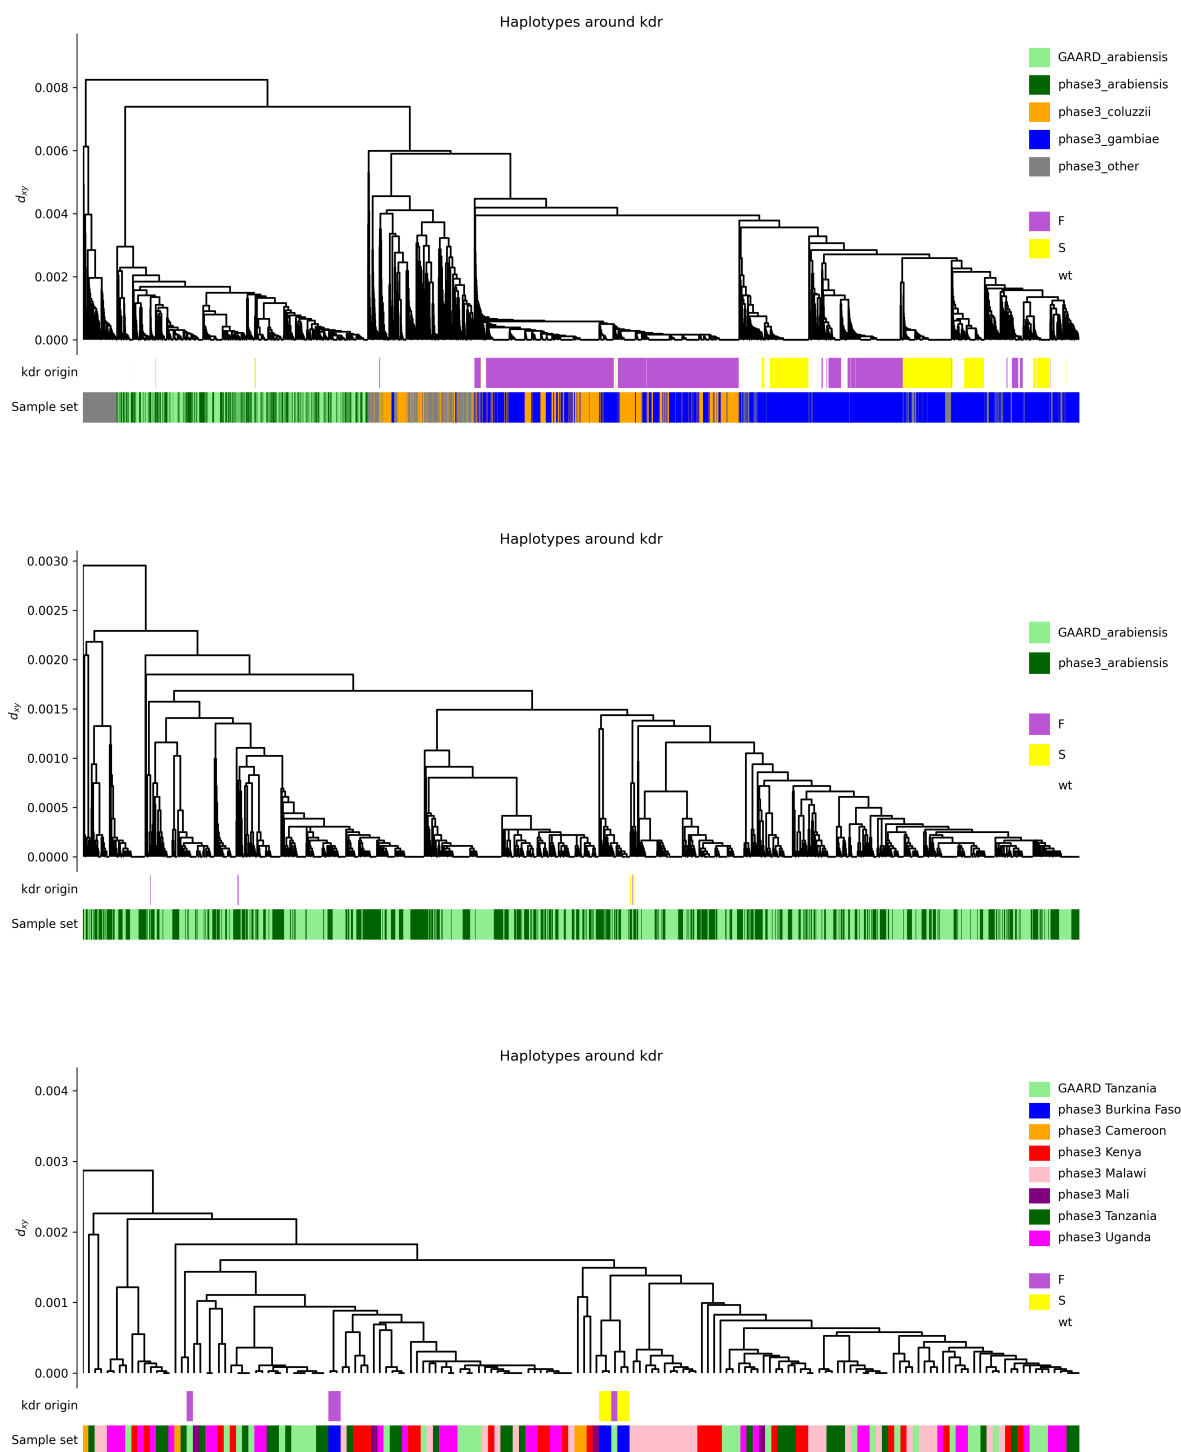 Haplotypes around kdr
0.008
0.006
0.004
0.002
0.000
dxy
GAARD_arabiensis
phase3_arabiensis
phase3_coluzzii
phase3_gambiae
phase3_other
F
S
wt
kdr origin
Sample set
Haplotypes around kdr
0.0030
0.0025
0.0020
0.0015
0.0010
0.0005
0.0000
dxy
GAARD_arabiensis
phase3_arabiensis
F
S
wt
kdr origin
Sample set
Haplotypes around kdr
0.004
0.003
0.002
0.001
0.000
dxy
GAARD Tanzania
phase3 Burkina Faso
phase3 Cameroon
phase3 Kenya
phase3 Malawi
phase3 Mali
phase3 Tanzania
phase3 Uganda
F
S
wt
kdr origin
Sample set